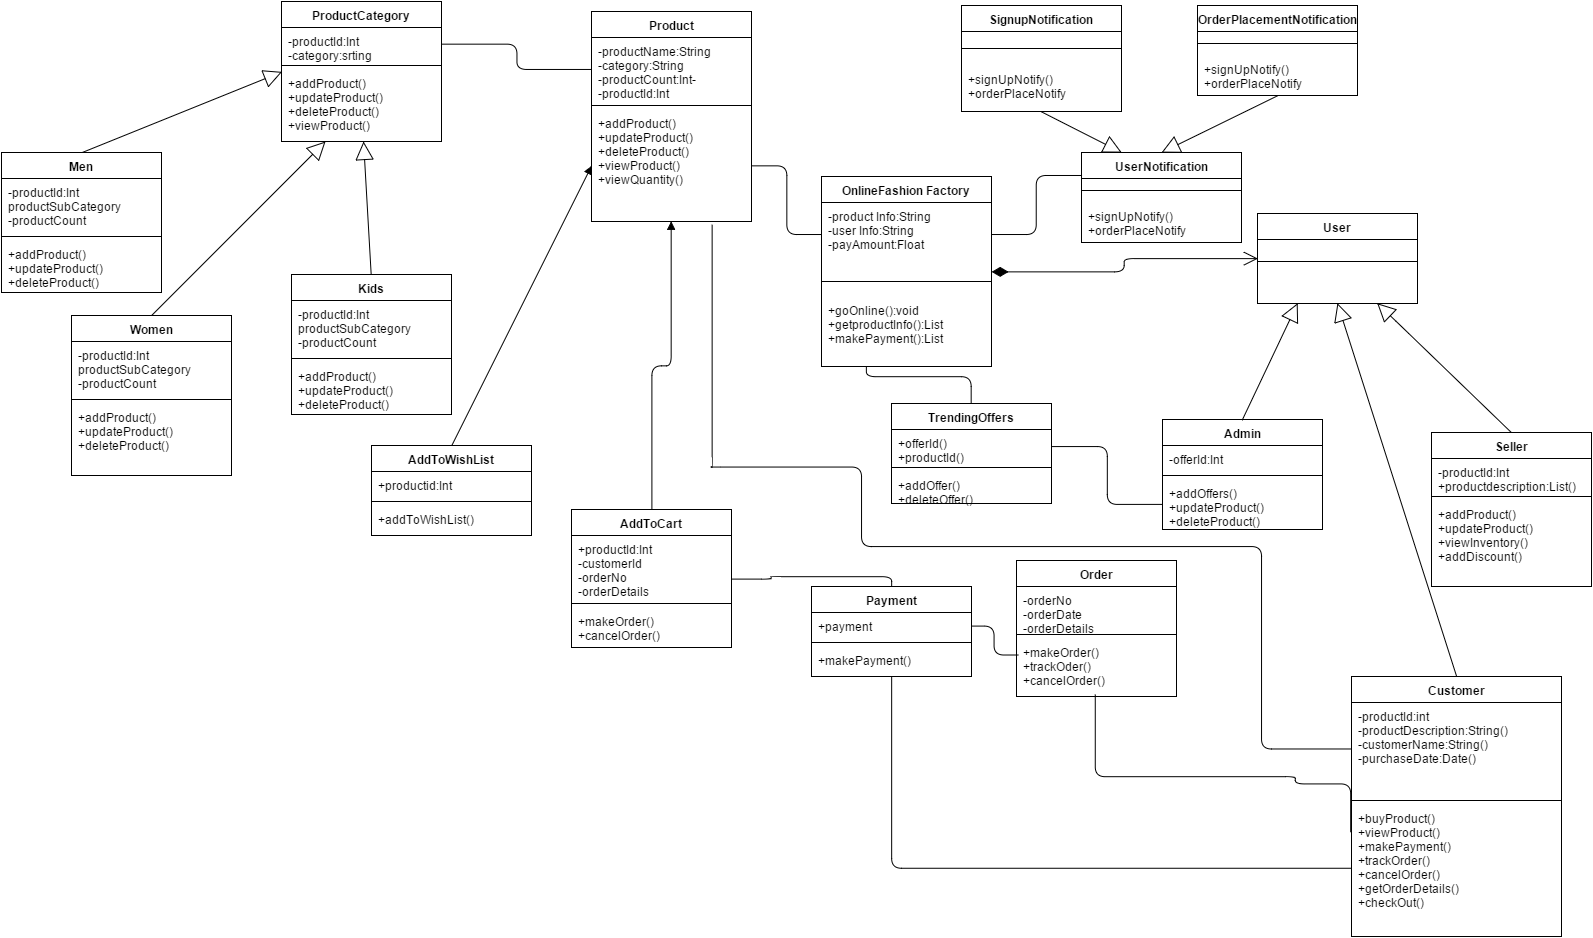 ProductCategory
-productId:Int
-category:srting
+addProduct()
+updateProduct()
+deleteProduct()
+viewProduct()
Product
-productName:String
-category:String
-productCount:Int-
-productId:Int
+addProduct()
+updateProduct()
+deleteProduct()
+viewProduct()
+viewQuantity()
SignupNotification
+signUpNotify()
+orderPlaceNotify
OrderPlacementNotification
+signUpNotify()
+orderPlaceNotify
Men
-productId:Int
productSubCategory
-productCount
+addProduct()
+updateProduct()
+deleteProduct()
UserNotification
+signUpNotify()
+orderPlaceNotify
OnlineFashion Factory
-product Info:String
-user Info:String
-payAmount:Float
+goOnline():void
+getproductInfo():List
+makePayment():List
User
Kids
-productId:Int
productSubCategory
-productCount
+addProduct()
+updateProduct()
+deleteProduct()
Women
-productId:Int
productSubCategory
-productCount
+addProduct()
+updateProduct()
+deleteProduct()
TrendingOffers
+offerId()
+productId()
+addOffer()
+deleteOffer()
Admin
-offerId:Int
+addOffers()
+updateProduct()
+deleteProduct()
Seller
-productId:Int
+productdescription:List()
+addProduct()
+updateProduct()
+viewInventory()
+addDiscount()
AddToWishList
+productid:Int
+addToWishList()
AddToCart
+productId:Int
-customerId
-orderNo
-orderDetails
+makeOrder()
+cancelOrder()
Payment
+payment
+makePayment()
Order
-orderNo
-orderDate
-orderDetails
+makeOrder()
+trackOder()
+cancelOrder()
Customer
-productId:int
-productDescription:String()
-customerName:String()
-purchaseDate:Date()
+buyProduct()
+viewProduct()
+makePayment()
+trackOrder()
+cancelOrder()
+getOrderDetails()
+checkOut()